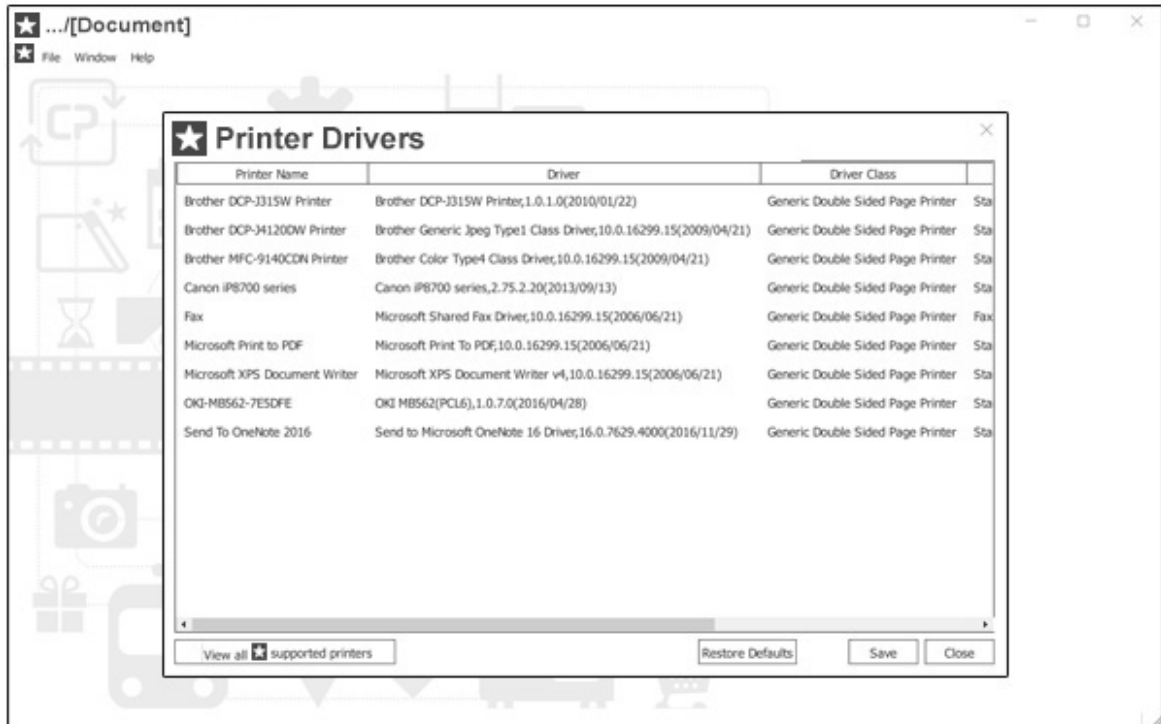 .../[Document]
File Window Help
CP
Printer Drivers
Printer Name Driver Driver Class
Brother DCP-J315W Printer Brother DCP-J315W Printer,1.0.1.0(2010/01/22) Generic Double Sided Page Printer Sta
Brother DCP-J4120DW Printer Brother Generic Jpeg Type1 Class Driver,10.0.16299.15(2009/04/21) Generic Double Sided Page Printer Sta
Brother MFC-9140CDN Printer Brother Color Type4 Class Driver,10.0.16299.15(2009/04/21) Generic Double Sided Page Printer Sta
Canon iP8700 series Canon iP8700 series,2.75.2.20(2013/09/13) Generic Double Sided Page Printer Sta
Fax Microsoft Shared Fax Driver,10.0.16299.15(2006/06/21) Generic Double Sided Page Printer Fax
Microsoft Print to PDF Microsoft Print To PDF,10.0.16299.15(2006/06/21) Generic Double Sided Page Printer Sta
Microsoft XPS Document Writer Microsoft XPS Document Writer v4,10.0.16299.15(2006/06/21) Generic Double Sided Page Printer Sta
OKI-MB562-7E5DFE OKI MB562(PCL6),1.0.7.0(2016/04/28) Generic Double Sided Page Printer Sta
Send To OneNote 2016 Send to Microsoft OneNote 16 Driver,16.0.7629.4000(2016/11/29) Generic Double Sided Page Printer Sta
View all supported printers Restore Defaults Save Close